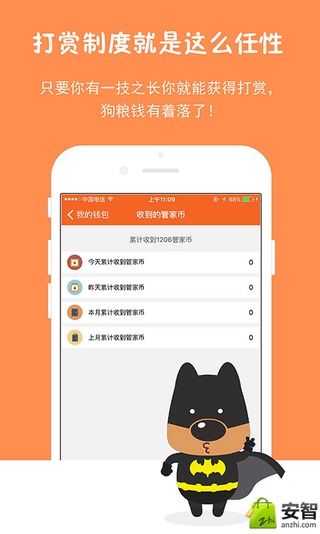 打赏制度就是这么任性
只要你有一技之长你就能获得打赏，
狗粮钱有着落了！
中国电信 上午11:09 68%
我的钱包 收到的管家币
累计收到1206管家币
今天累计收到管家币 0
昨天累计收到管家币 0
本月累计收到管家币 0
上月累计收到管家币 0
zhi 安智
anzhi.com